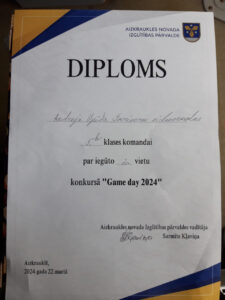 AIZKRAUKLES NOVADA
IZGLĪTĪBAS PĀRVALDE
DIPLOMS
klases komandai
par iegūto 2. vietu
konkursā "Game day 2024"
Aizkraukles novada Izglītības pārvaldes vadītāja
Sarmīte Kļaviņa
Aizkrauklē,
2024.gada 22.martā